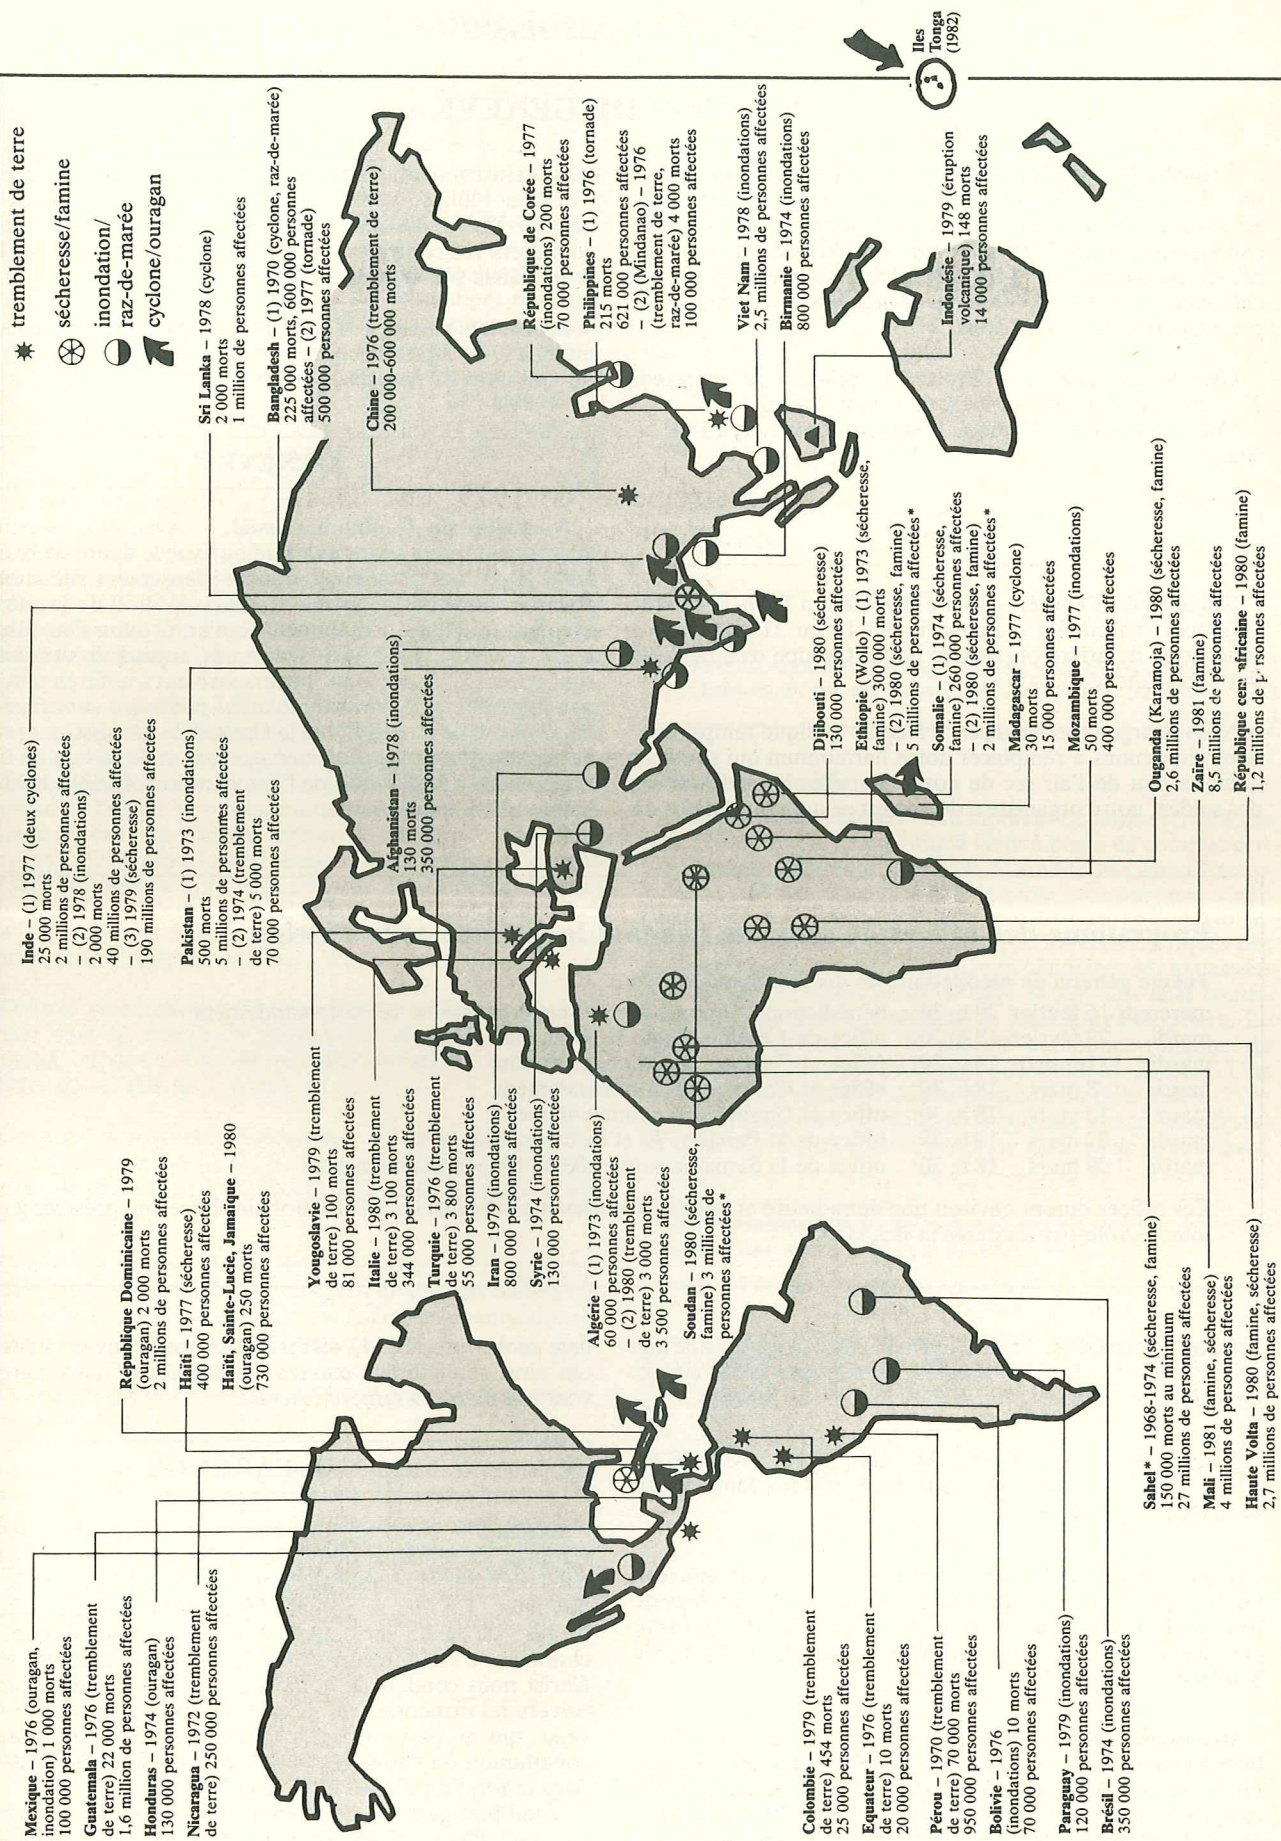 Mexique – 1976 (ouragan,
inondation) 1 000 morts
100 000 personnes affectées
Guatemala – 1976 (tremblement
de terre) 22 000 morts
1,6 million de personnes affectées
Honduras – 1974 (ouragan)
130 000 personnes affectées
Nicaragua – 1972 (tremblement
de terre) 250 000 personnes affectées
République Dominicaine – 1979
(ouragan) 2 000 morts
2 millions de personnes affectées
Haïti – 1977 (sécheresse)
400 000 personnes affectées
Haïti, Sainte-Lucie, Jamaïque – 1980
(ouragan) 250 morts
730 000 personnes affectées
Yougoslavie – 1979 (tremblement
de terre) 100 morts
81 000 personnes affectées
Italie – 1980 (tremblement
de terre) 3 100 morts
344 000 personnes affectées
Turquie – 1976 (tremblement
de terre) 3 800 morts
55 000 personnes affectées
Iran – 1979 (inondations)
800 000 personnes affectées
Syrie – 1974 (inondations)
130 000 personnes affectées
Algérie – (1) 1973 (inondations)
60 000 personnes affectées
– (2) 1980 (tremblement
de terre) 3 000 morts
3 500 personnes affectées
Soudan – 1980 (sécheresse,
famine) 3 millions de
personnes affectées*
Inde – (1) 1977 (deux cyclones)
25 000 morts
2 millions de personnes affectées
– (2) 1978 (inondations)
2 000 morts
40 millions de personnes affectées
– (3) 1979 (sécheresse)
190 millions de personnes affectées
Pakistan – (1) 1973 (inondations)
500 morts
5 millions de personnes affectées
– (2) 1974 (tremblement
de terre) 5 000 morts
70 000 personnes affectées
Afghanistan – 1978 (inondations)
130 morts
350 000 personnes affectées
tremblement de terre
sécheresse/famine
inondation/
raz-de-marée
cyclone/ouragan
Sri Lanka – 1978 (cyclone)
2 000 morts
1 million de personnes affectées
Bangladesh – (1) 1970 (cyclone, raz-de-marée)
225 000 morts, 600 000 personnes
affectées – (2) 1977 (tornade)
500 000 personnes affectées
Chine – 1976 (tremblement de terre)
200 000-600 000 morts
République de Corée – 1977
(inondations) 200 morts
70 000 personnes affectées
Philippines – (1) 1976 (tornade)
215 morts
621 000 personnes affectées
– (2) (Mindanao) – 1976
(tremblement de terre,
raz-de-marée) 4 000 morts
100 000 personnes affectées
Viet Nam – 1978 (inondations)
2,5 millions de personnes affectées
Birmanie – 1974 (inondations)
800 000 personnes affectées
Indonésie – 1979 (éruption
volcanique) 148 morts
14 000 personnes affectées
Iles
Tonga
(1982)
Djibouti – 1980 (sécheresse)
130 000 personnes affectées
Ethiopie (Wollo) – (1) 1973 (sécheresse,
famine) 300 000 morts
– (2) 1980 (sécheresse, famine)
5 millions de personnes affectées*
Somalie – (1) 1974 (sécheresse,
famine) 260 000 personnes affectées
– (2) 1980 (sécheresse, famine)
2 millions de personnes affectées*
Madagascar – 1977 (cyclone)
30 morts
15 000 personnes affectées
Mozambique – 1977 (inondations)
50 morts
400 000 personnes affectées
Ouganda (Karamoja) – 1980 (sécheresse, famine)
2,6 millions de personnes affectées
Zaïre – 1981 (famine)
8,5 millions de personnes affectées
République centrafricaine – 1980 (famine)
1,2 millions de personnes affectées
Colombie – 1979 (tremblement
de terre) 454 morts
25 000 personnes affectées
Equateur – 1976 (tremblement
de terre) 10 morts
20 000 personnes affectées
Pérou – 1970 (tremblement
de terre) 70 000 morts
950 000 personnes affectées
Bolivie – 1976
(inondations) 10 morts
70 000 personnes affectées
Paraguay – 1979 (inondations)
120 000 personnes affectées
Brésil – 1974 (inondations)
350 000 personnes affectées
Sahel* – 1968-1974 (sécheresse, famine)
150 000 morts au minimum
27 millions de personnes affectées
Mali – 1981 (famine, sécheresse)
4 millions de personnes affectées
Haute Volta – 1980 (famine, sécheresse)
2,7 millions de personnes affectées